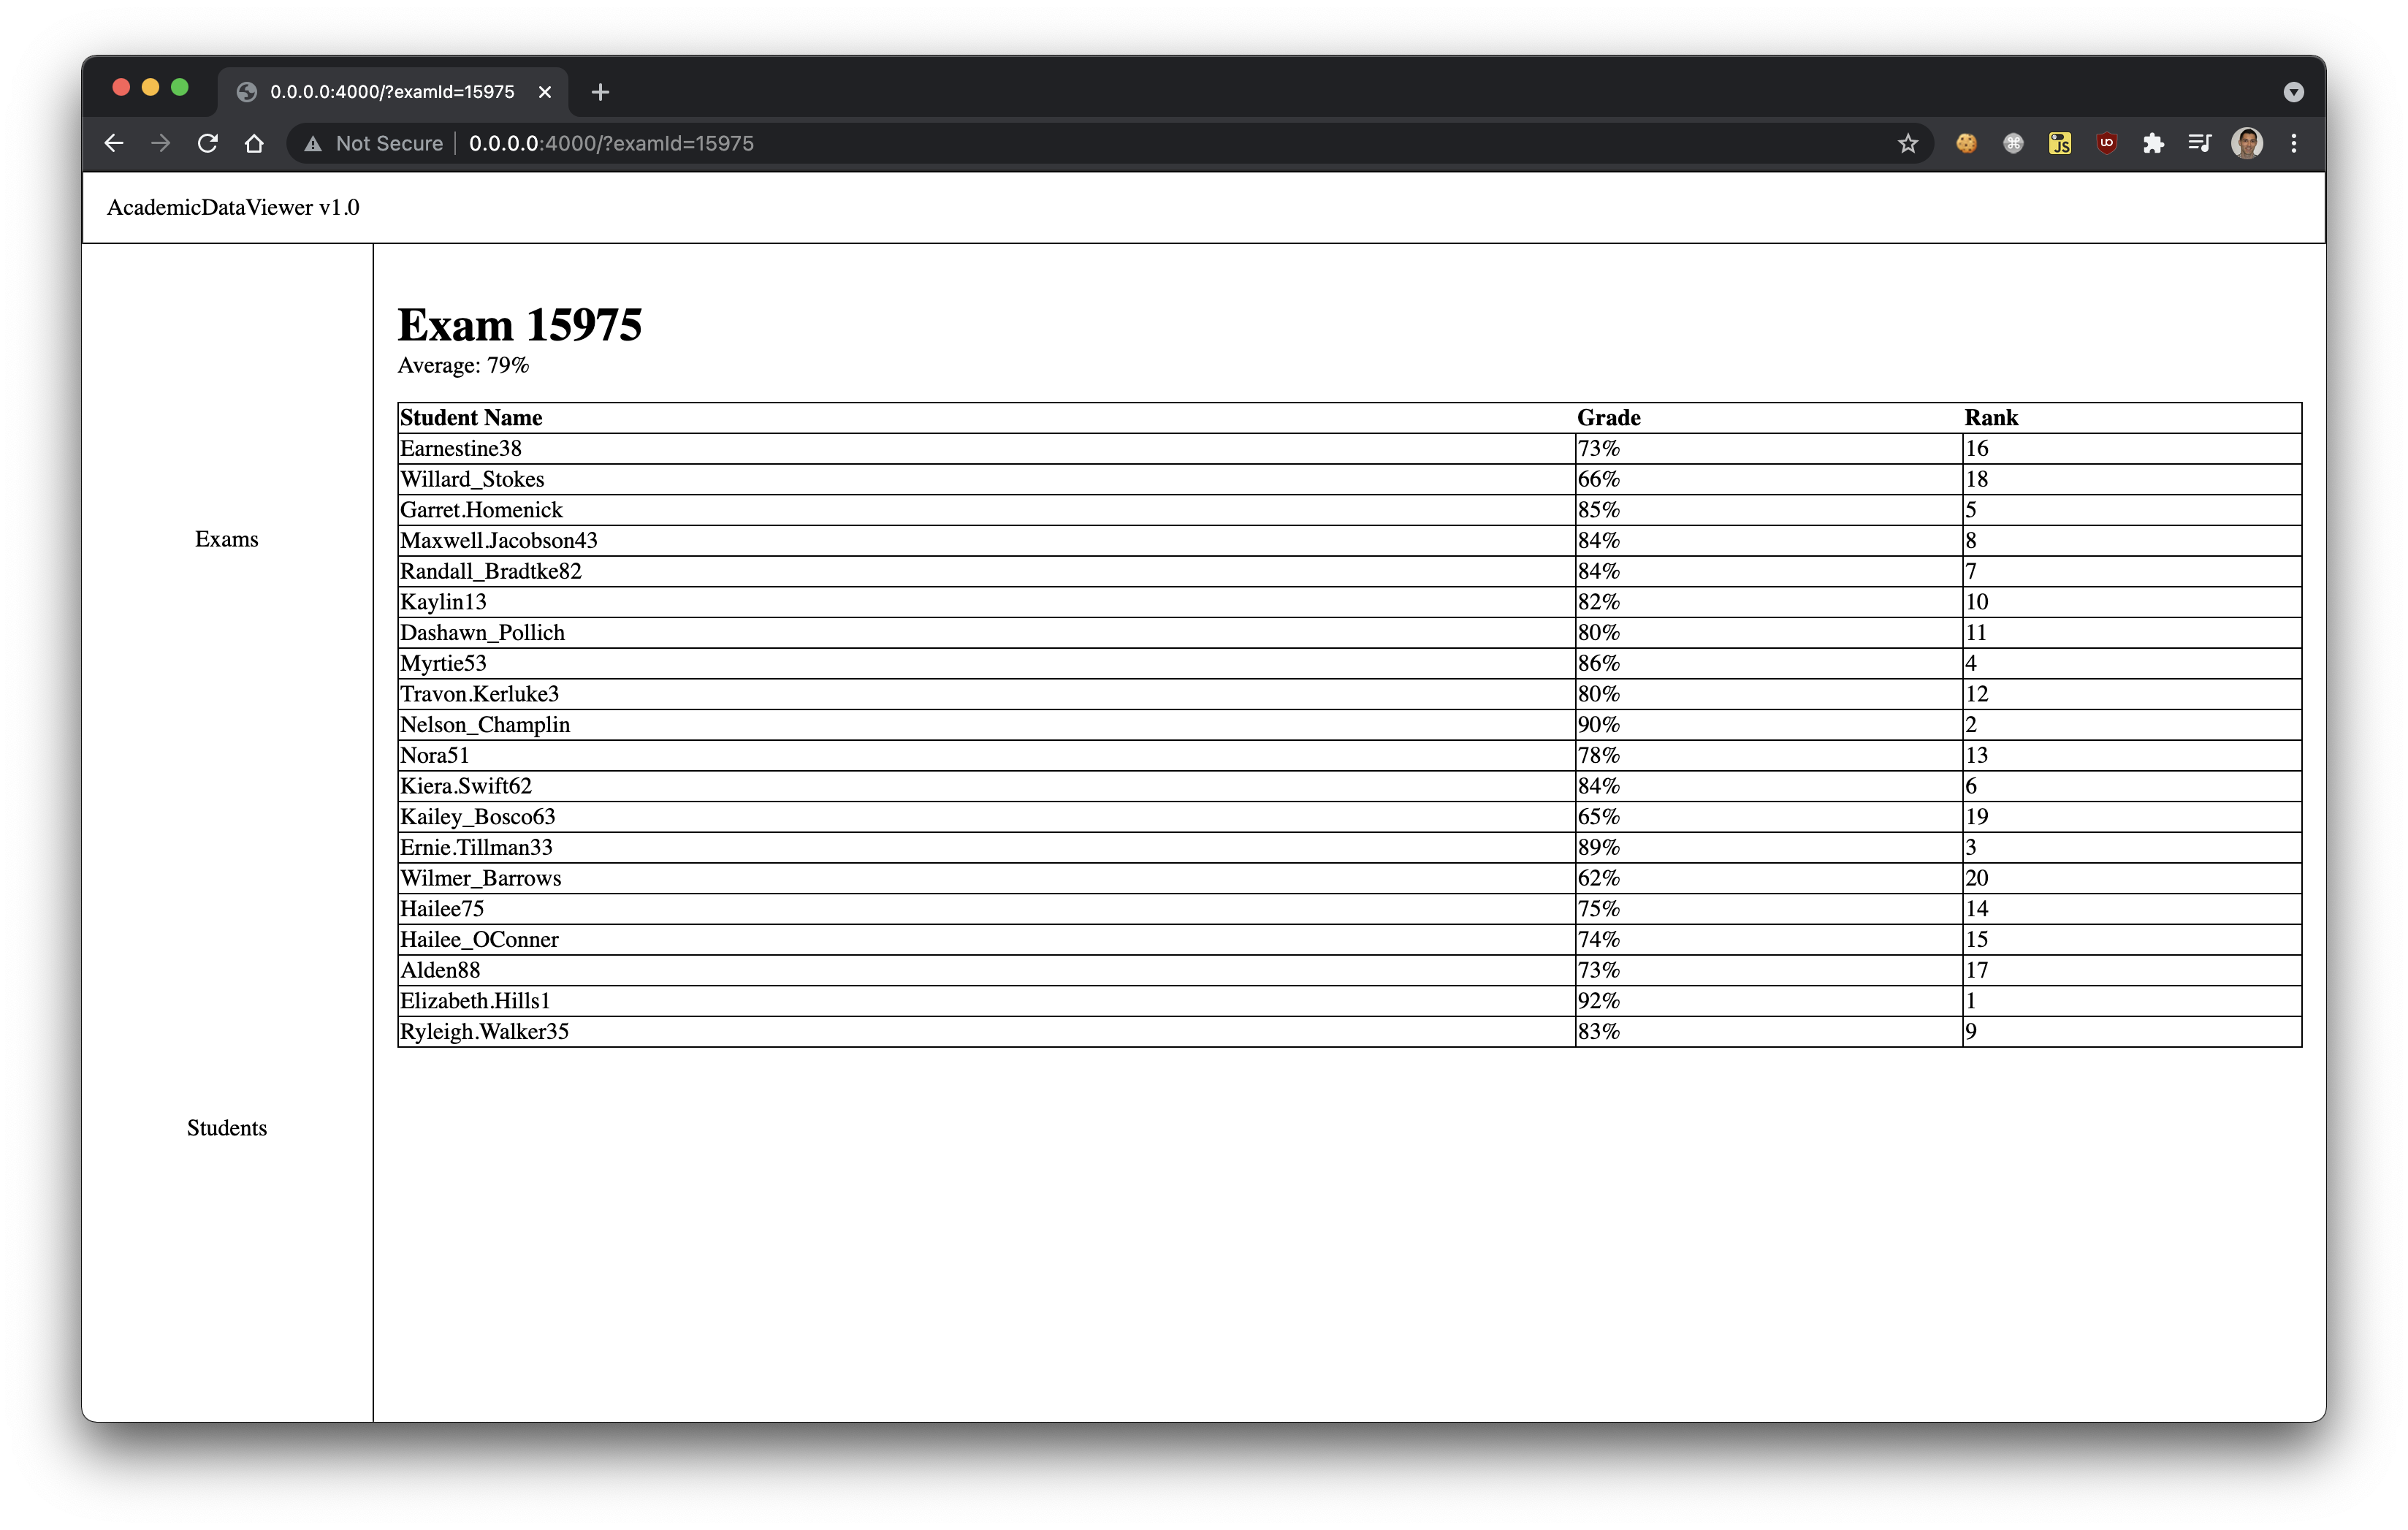 0.0.0.0:4000/?examId=15975
Not Secure 0.0.0.0:4000/?examId=15975
JS
UO
AcademicDataViewer v1.0
Exams
Students
Exam 15975
Average: 79%
Student Name Grade Rank
Earnestine38 73% 16
Willard_Stokes 66% 18
Garret.Homenick 85% 5
Maxwell.Jacobson43 84% 8
Randall_Bradtke82 84% 7
Kaylin13 82% 10
Dashawn_Pollich 80% 11
Myrtie53 86% 4
Travon.Kerluke3 80% 12
Nelson_Champlin 90% 2
Nora51 78% 13
Kiera.Swift62 84% 6
Kailey_Bosco63 65% 19
Ernie.Tillman33 89% 3
Wilmer_Barrows 62% 20
Hailee75 75% 14
Hailee_OConner 74% 15
Alden88 73% 17
Elizabeth.Hills1 92% 1
Ryleigh.Walker35 83% 9